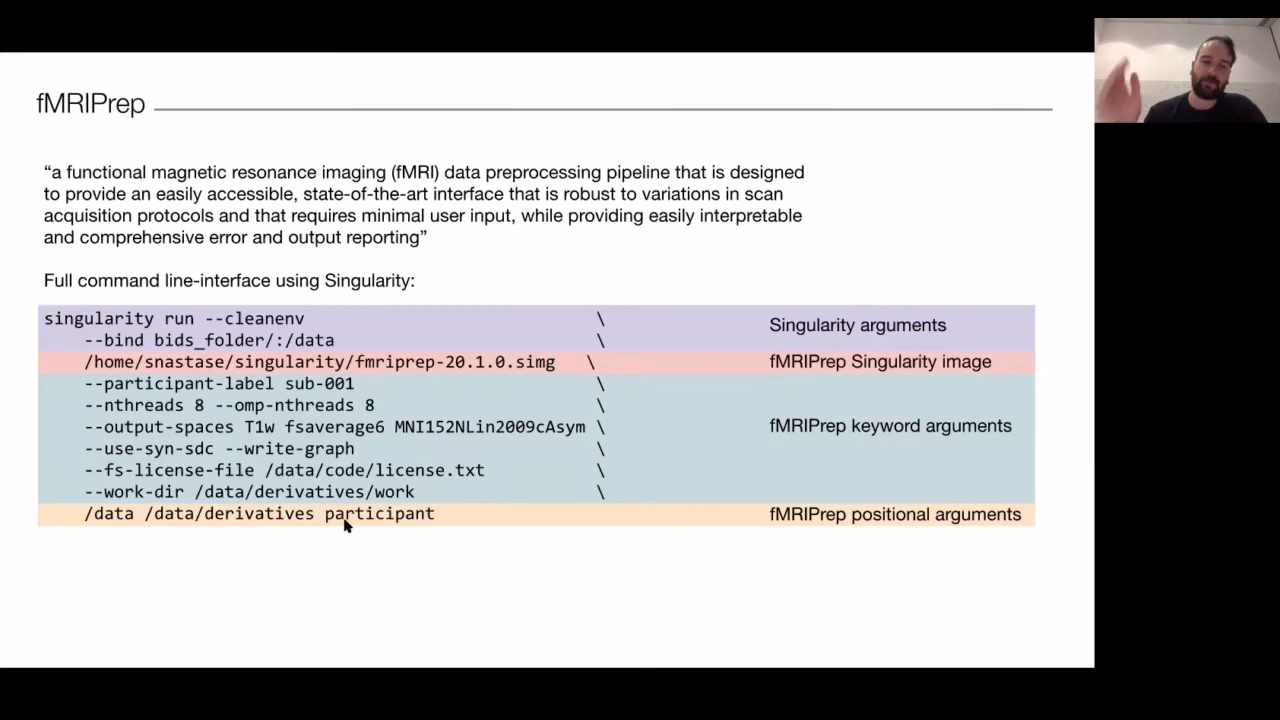 fMRIPrep
“a functional magnetic resonance imaging (fMRI) data preprocessing pipeline that is designed
to provide an easily accessible, state-of-the-art interface that is robust to variations in scan
acquisition protocols and that requires minimal user input, while providing easily interpretable
and comprehensive error and output reporting”
Full command line-interface using Singularity:
singularity run --cleanenv \ Singularity arguments
--bind bids_folder/:/data \
/home/snastase/singularity/fmriprep-20.1.0.simg \ fMRIPrep Singularity image
--participant-label sub-001 \
--nthreads 8 --omp-nthreads 8 \
--output-spaces T1w fsaverage6 MNI152NLin2009cAsym \ fMRIPrep keyword arguments
--use-syn-sdc --write-graph \
--fs-license-file /data/code/license.txt \
--work-dir /data/derivatives/work \
/data /data/derivatives participant fMRIPrep positional arguments